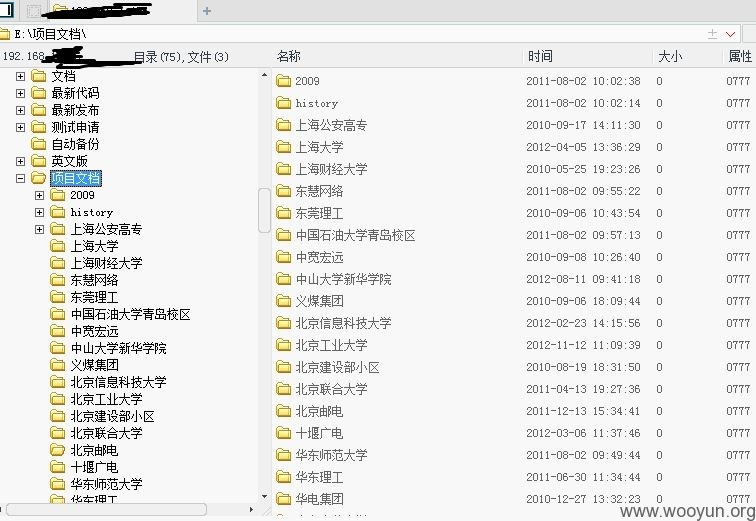 E:\项目文档\
192.168
目录(75),文件(3)
名称 时间 大小 属性
文档
最新代码
最新发布
测试申请
自动备份
英文版
项目文档
2009
history
上海公安高专
上海大学
上海财经大学
东慧网络
东莞理工
中国石油大学青岛校区
中宽宏远
中山大学新华学院
义煤集团
北京信息科技大学
北京工业大学
北京建设部小区
北京联合大学
北京邮电
十堰广电
华东师范大学
华东理工
2009 2011-08-02 10:02:38 0 0777
history 2011-08-02 10:02:14 0 0777
上海公安高专 2010-09-17 14:11:30 0 0777
上海大学 2012-04-05 13:36:29 0 0777
上海财经大学 2010-05-25 19:23:26 0 0777
东慧网络 2011-08-02 09:55:22 0 0777
东莞理工 2010-09-06 10:43:54 0 0777
中国石油大学青岛校区 2011-08-02 09:57:13 0 0777
中宽宏远 2010-09-08 10:26:40 0 0777
中山大学新华学院 2012-08-11 09:41:18 0 0777
义煤集团 2010-09-06 18:09:44 0 0777
北京信息科技大学 2012-02-23 14:15:56 0 0777
北京工业大学 2012-11-12 11:09:39 0 0777
北京建设部小区 2010-08-19 18:31:50 0 0777
北京联合大学 2011-04-13 19:27:36 0 0777
北京邮电 2011-12-13 15:34:41 0 0777
十堰广电 2012-03-06 11:37:46 0 0777
华东师范大学 2011-08-02 09:49:44 0 0777
华东理工 2011-06-30 11:34:44 0 0777
华电集团 2010-12-27 13:32:23 0 0777
www.wooyun.org